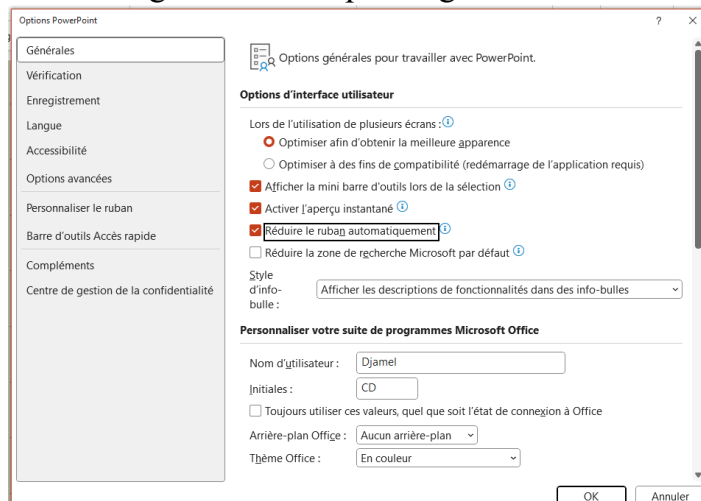 Options PowerPoint
Générales
Vérification
Enregistrement
Langue
Accessibilité
Options avancées
Personnaliser le ruban
Barre d'outils Accès rapide
Compléments
Centre de gestion de la confidentialité
Options générales pour travailler avec PowerPoint.
Options d'interface utilisateur
Lors de l'utilisation de plusieurs écrans :
Optimiser afin d'obtenir la meilleure apparence
Optimiser à des fins de compatibilité (redémarrage de l'application requis)
Afficher la mini barre d'outils lors de la sélection
Activer l'aperçu instantané
Réduire le ruban automatiquement
Réduire la zone de recherche Microsoft par défaut
Style
d'info-
bulle :
Afficher les descriptions de fonctionnalités dans des info-bulles
Personnaliser votre suite de programmes Microsoft Office
Nom d'utilisateur : Djamel
Initiales : CD
Toujours utiliser ces valeurs, quel que soit l'état de connexion à Office
Arrière-plan Office : Aucun arrière-plan
Thème Office : En couleur
OK Annuler